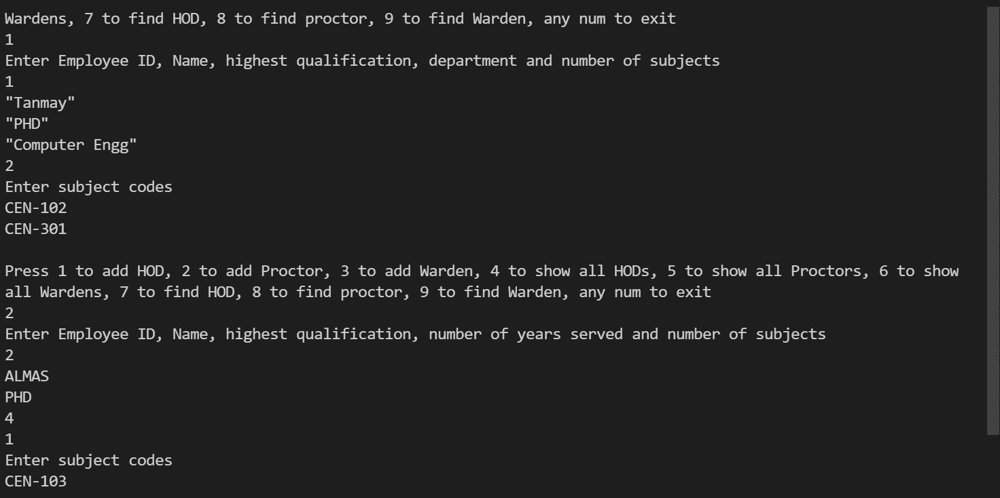 Wardens, 7 to find HOD, 8 to find proctor, 9 to find Warden, any num to exit
1
Enter Employee ID, Name, highest qualification, department and number of subjects
1
"Tanmay"
"PHD"
"Computer Engg"
2
Enter subject codes
CEN-102
CEN-301
Press 1 to add HOD, 2 to add Proctor, 3 to add Warden, 4 to show all HODs, 5 to show all Proctors, 6 to show
all Wardens, 7 to find HOD, 8 to find proctor, 9 to find Warden, any num to exit
2
Enter Employee ID, Name, highest qualification, number of years served and number of subjects
2
ALMAS
PHD
4
1
Enter subject codes
CEN-103